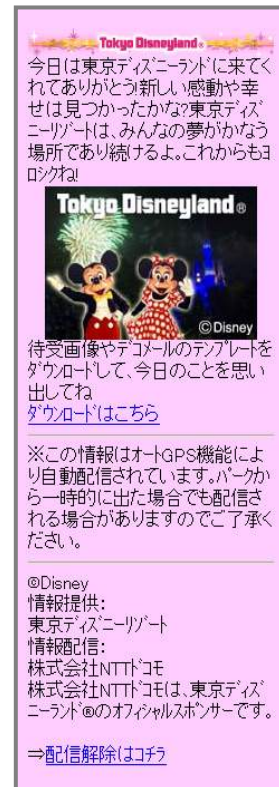 Tokyo Disneyland®
今日は東京ディズニーランドに来てく
れてありがとう!新しい感動や幸
せは見つかったかな?東京ディズ
ニーリゾートは、みんなの夢がかなう
場所であり続けるよ。これからもヨ
ロシクね!
Tokyo Disneyland®
©Disney
待受画像やデコメールのテンプレートを
ダウンロードして、今日のことを思い
出してね
ダウンロードはこちら
※この情報はオートGPS機能によ
り自動配信されています。パークか
ら一時的に出た場合でも配信さ
れる場合がありますのでご了承く
ださい。
©Disney
情報提供:
東京ディズニーリゾート
情報配信:
株式会社NTTドコモ
株式会社NTTドコモは、東京ディズ
ニーランド®のオフィシャルスポンサーです。
⇒配信解除はコチラ